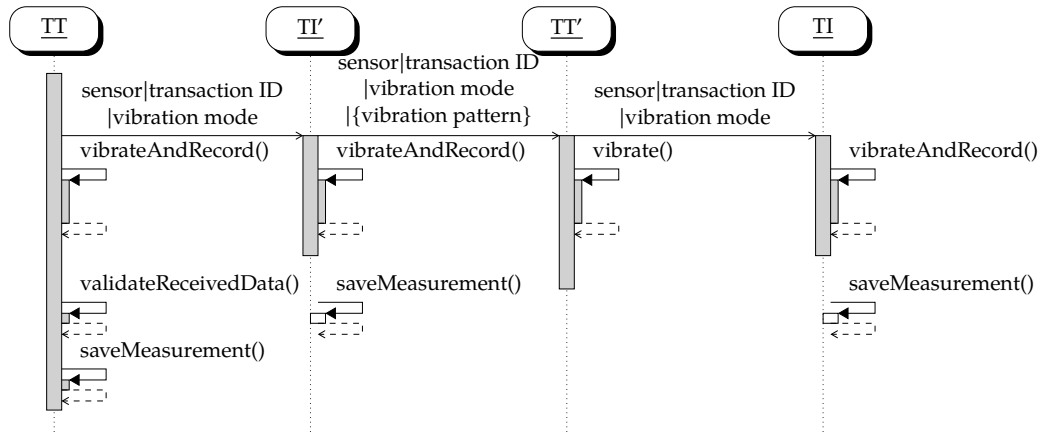 TT
TI′
TT′
TI
sensor|transaction ID
|vibration mode
sensor|transaction ID
|vibration mode
|{vibration pattern}
sensor|transaction ID
|vibration mode
vibrateAndRecord()
vibrateAndRecord()
vibrate()
vibrateAndRecord()
validateReceivedData()
saveMeasurement()
saveMeasurement()
saveMeasurement()